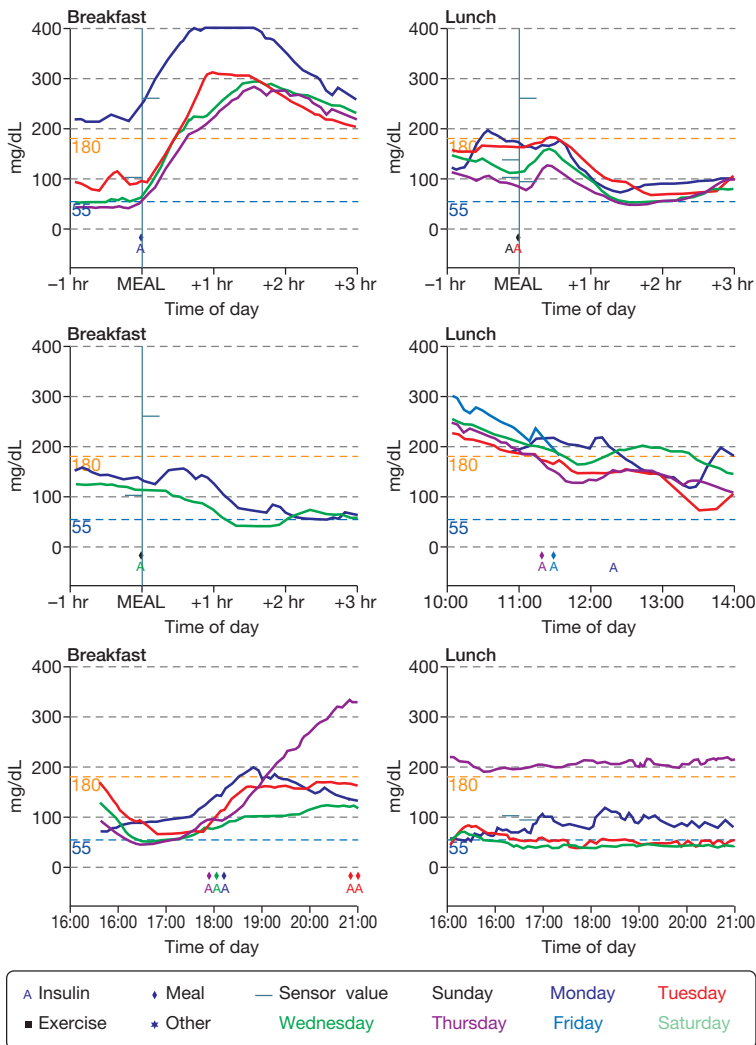 Breakfast
Lunch
400
300
200
100
0
mg/dL
180
55
A
–1 hr
MEAL
+1 hr
+2 hr
+3 hr
Time of day
400
300
200
100
0
mg/dL
180
55
AA
–1 hr
MEAL
+1 hr
+2 hr
+3 hr
Time of day
Breakfast
Lunch
400
300
200
100
0
mg/dL
180
55
A
–1 hr
MEAL
+1 hr
+2 hr
+3 hr
Time of day
400
300
200
100
0
mg/dL
180
55
A A A
10:00
11:00
12:00
13:00
14:00
Time of day
Breakfast
Lunch
400
300
200
100
0
mg/dL
180
55
AAA AA
16:00
16:00
17:00
18:00
19:00
20:00
21:00
Time of day
400
300
200
100
0
mg/dL
180
55
16:00
16:00
17:00
18:00
19:00
20:00
21:00
Time of day
A Insulin Meal Sensor value Sunday Monday Tuesday
Exercise Other Wednesday Thursday Friday Saturday